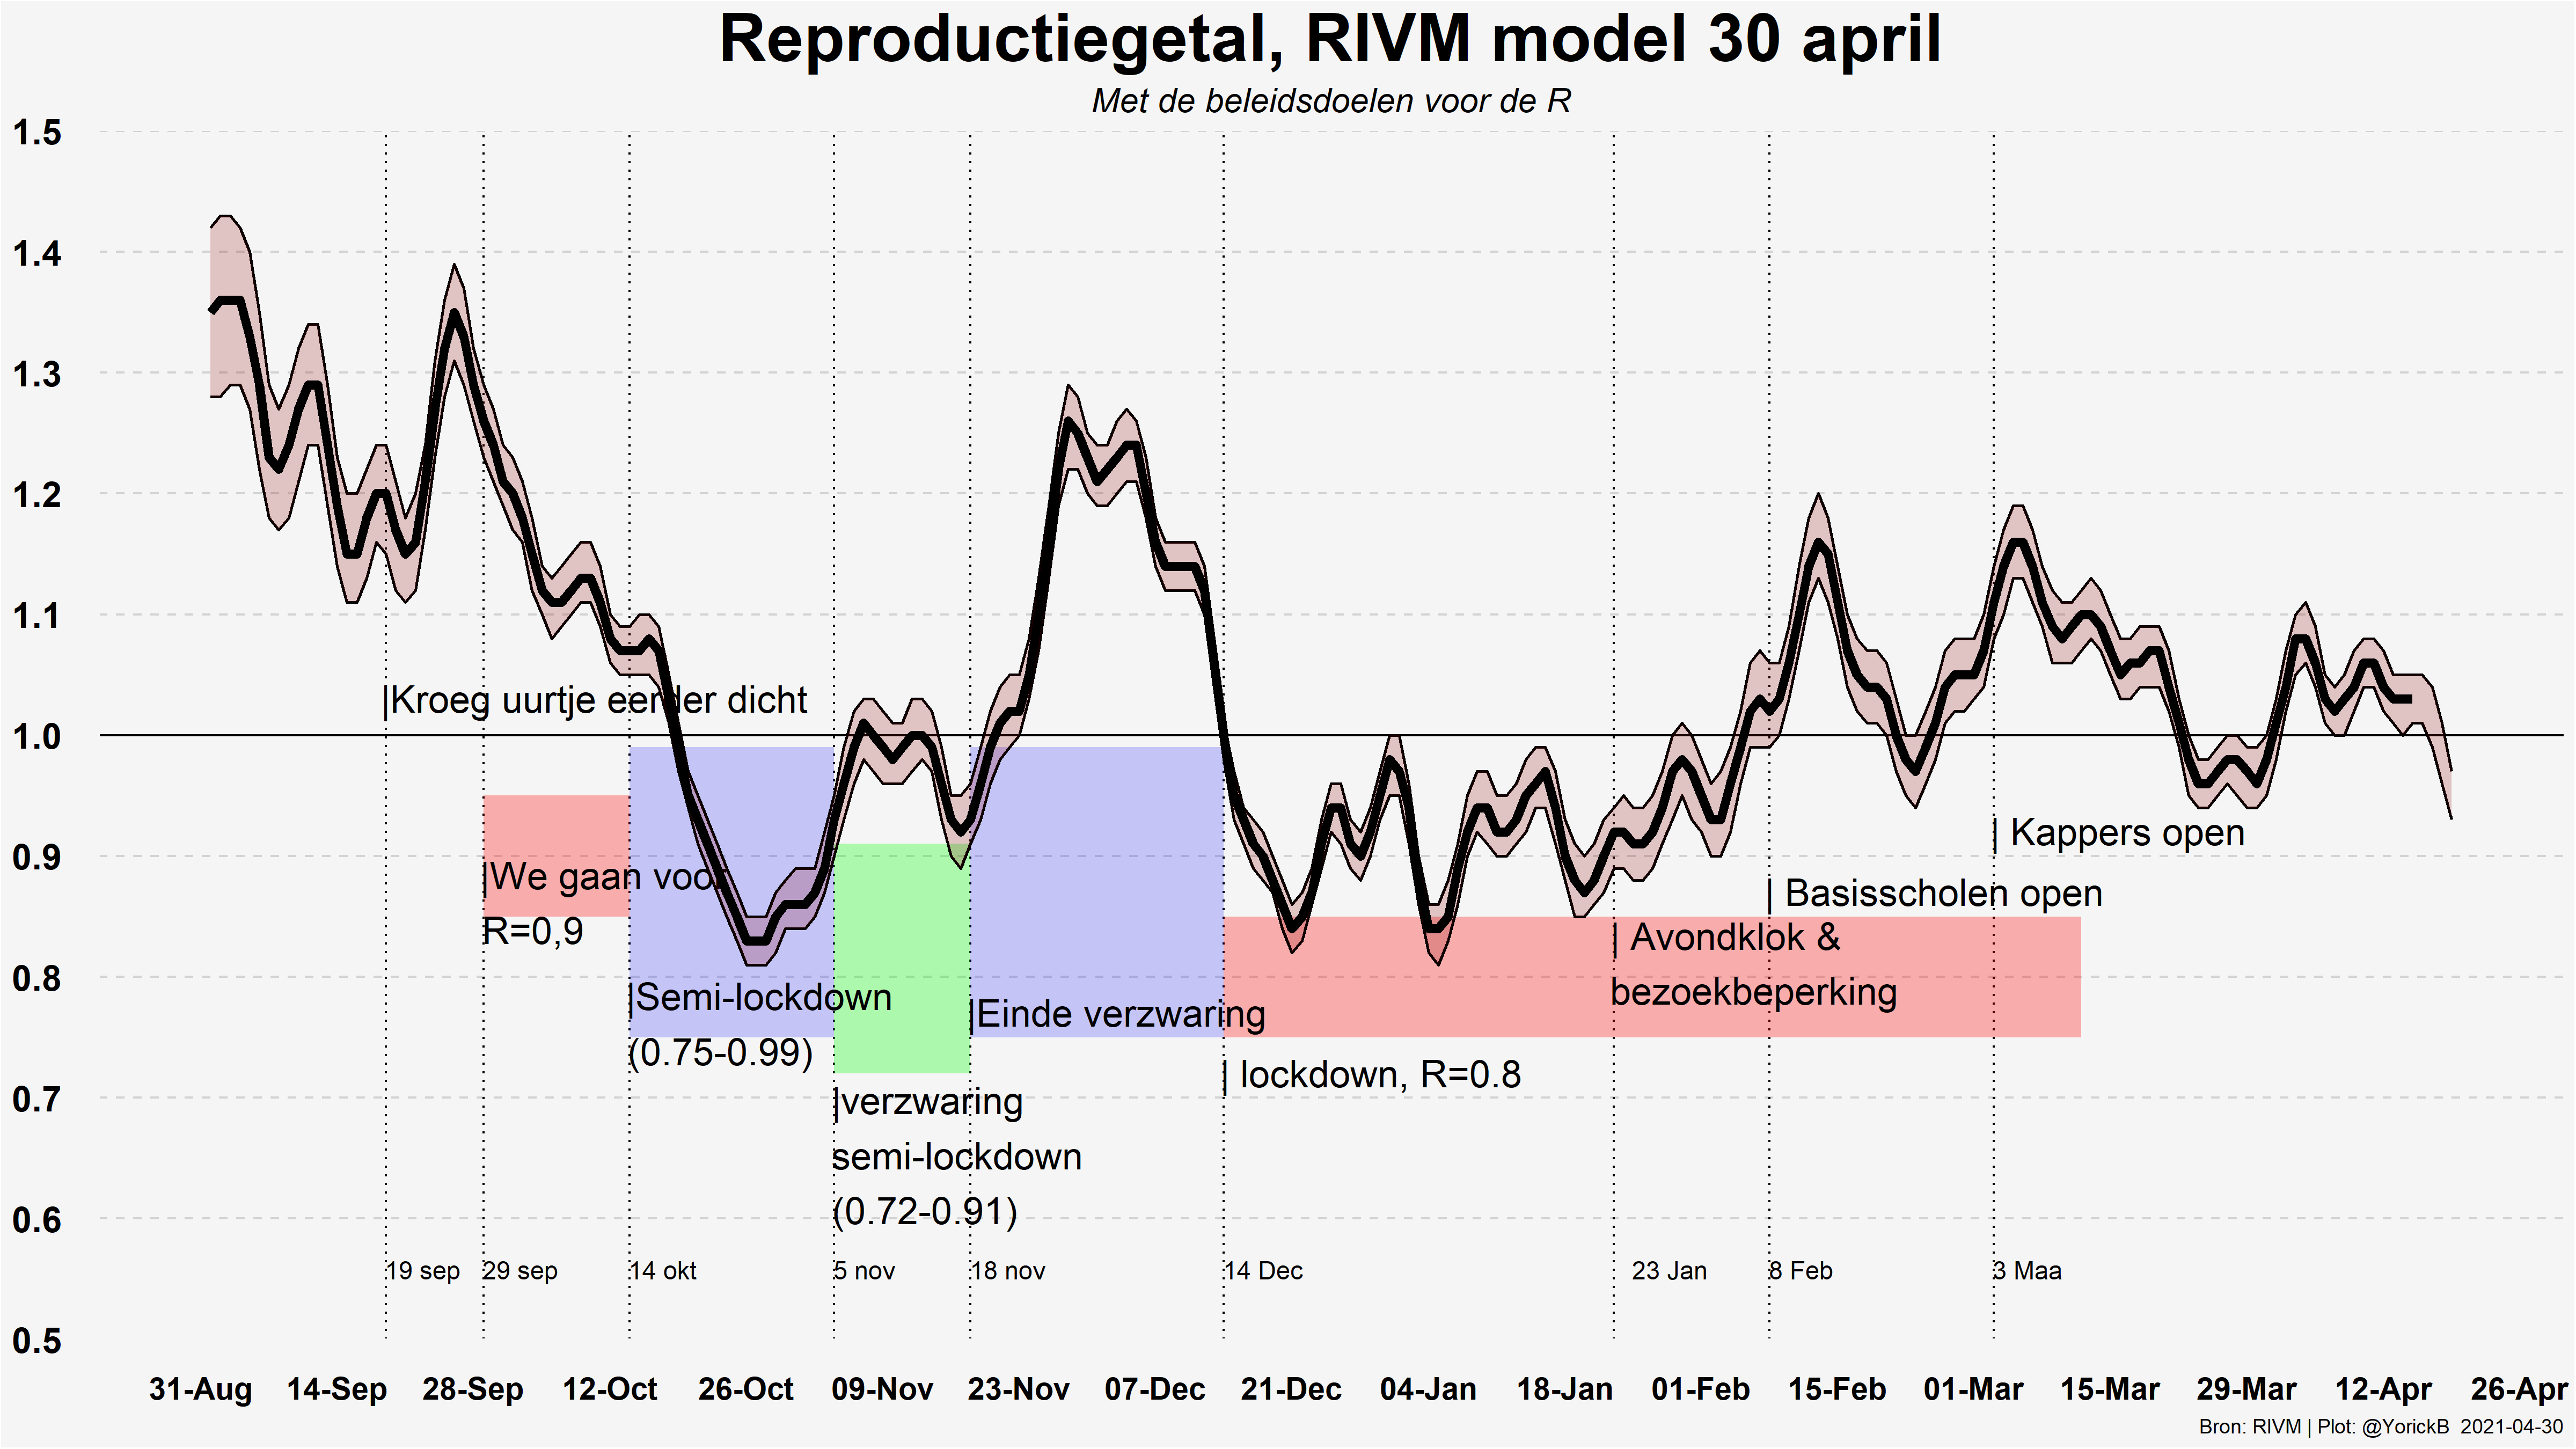 Reproductiegetal, RIVM model 30 april
Met de beleidsdoelen voor de R
1.5
1.4
1.3
1.2
1.1
1.0
0.9
0.8
0.7
0.6
0.5
|Kroeg uurtje eerder dicht
|We gaan voor
R=0,9
|Semi-lockdown
(0.75-0.99)
|verzwaring
semi-lockdown
(0.72-0.91)
|Einde verzwaring
| lockdown, R=0.8
| Avondklok &
bezoekbeperking
| Basisscholen open
| Kappers open
19 sep
29 sep
14 okt
5 nov
18 nov
14 Dec
23 Jan
8 Feb
3 Maa
31-Aug
14-Sep
28-Sep
12-Oct
26-Oct
09-Nov
23-Nov
07-Dec
21-Dec
04-Jan
18-Jan
01-Feb
15-Feb
01-Mar
15-Mar
29-Mar
12-Apr
26-Apr
Bron: RIVM | Plot: @YorickB  2021-04-30